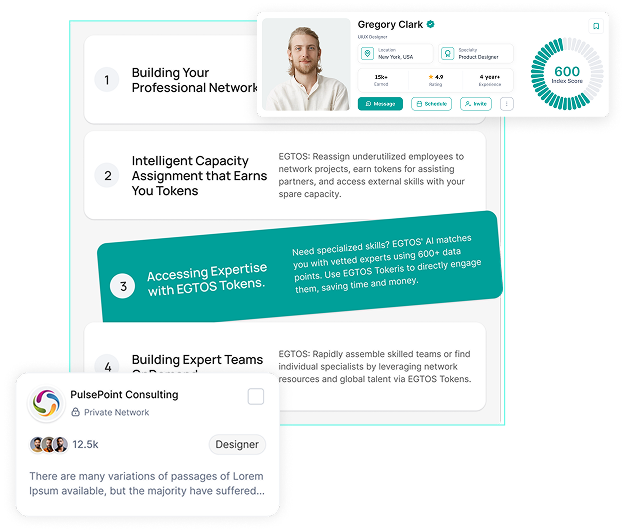 Gregory Clark
UIUX Designer
Location
New York, USA
Specialty
Product Designer
15k+
Earned
4.9
Rating
4 year+
Experience
Message
Schedule
Invite
600
Index Score
1
Building Your
Professional Network
2
Intelligent Capacity
Assignment that Earns
You Tokens
EGTOS: Reassign underutilized employees to
network projects, earn tokens for assisting
partners, and access external skills with your
spare capacity.
3
Accessing Expertise
with EGTOS Tokens.
Need specialized skills? EGTOS' AI matches
you with vetted experts using 600+ data
points. Use EGTOS Tokeris to directly engage
them, saving time and money.
4
Building Expert Teams
EGTOS: Rapidly assemble skilled teams or find
individual specialists by leveraging network
resources and global talent via EGTOS Tokens.
PulsePoint Consulting
Private Network
12.5k
Designer
There are many variations of passages of Lorem
Ipsum available, but the majority have suffered...